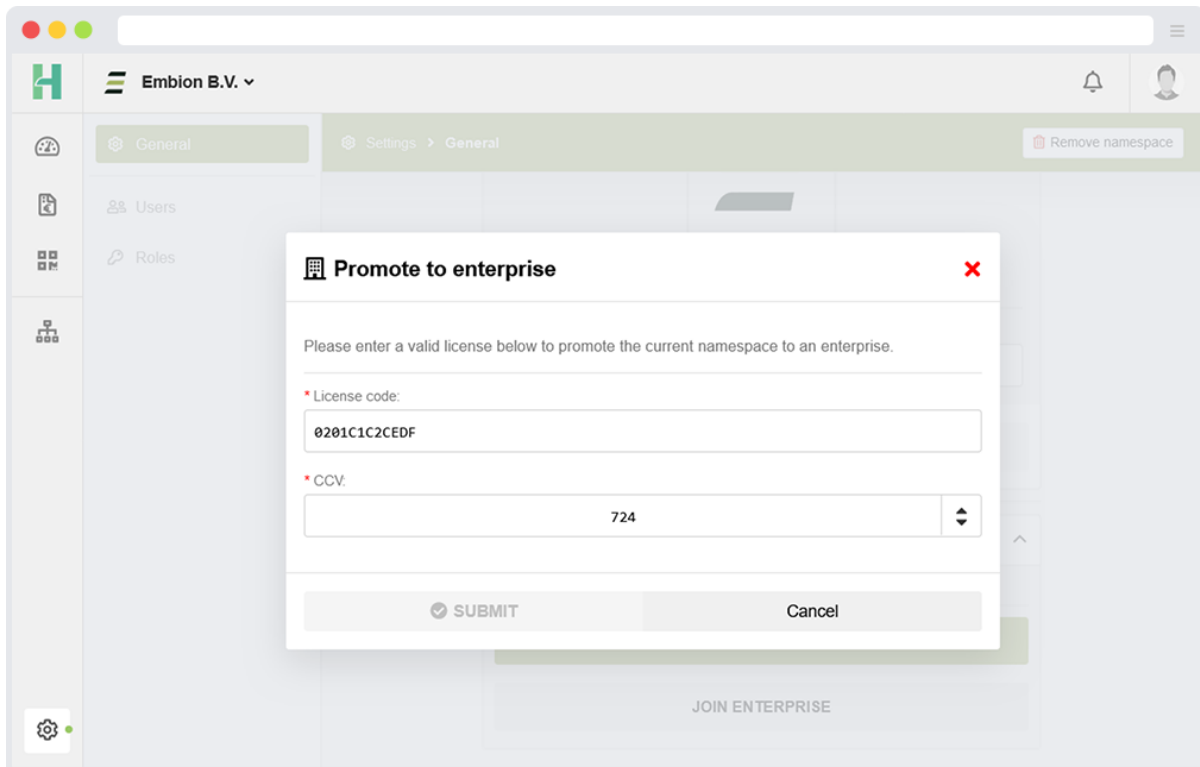 Embion B.V.
General
Settings > General
Remove namespace
Users
Roles
Promote to enterprise
Please enter a valid license below to promote the current namespace to an enterprise.
* License code:
0201C1C2CEDF
* CCV:
724
SUBMIT
Cancel
JOIN ENTERPRISE